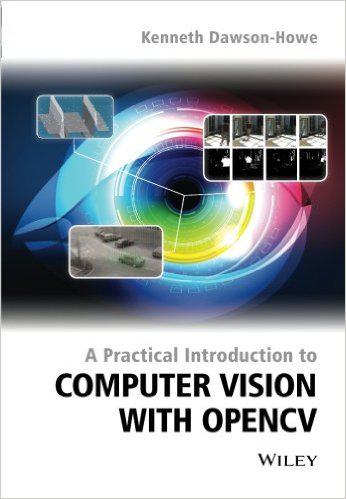 Kenneth Dawson-Howe
A Practical Introduction to
COMPUTER VISION
WITH OPENCV
WILEY